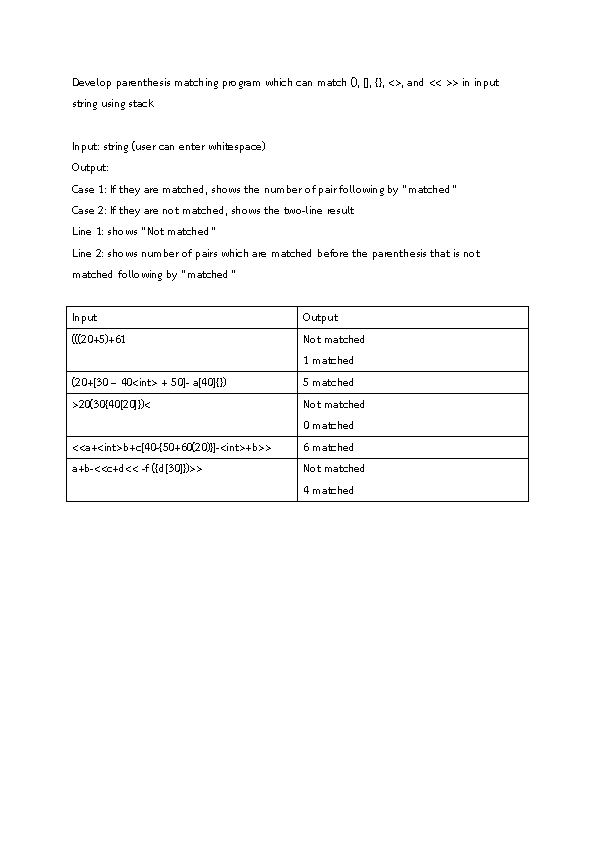 Develop parenthesis matching program which can match (), [], {}, <>, and << >> in input
string using stack
Input: string (user can enter whitespace)
Output:
Case 1: If they are matched, shows the number of pair following by "matched"
Case 2: If they are not matched, shows the two-line result
Line 1: shows "Not matched"
Line 2: shows number of pairs which are matched before the parenthesis that is not
matched following by "matched"
Input Output
(((20+5)+61 Not matched
1 matched
(20+[30 – 40<int> + 50]- a[40]{}) 5 matched
>20(30{40[20]})< Not matched
0 matched
<<a+<int>b+c[40-{50+60(20)}]-<int>+b>> 6 matched
a+b-<<c+d<< -f ({d[30]})>> Not matched
4 matched